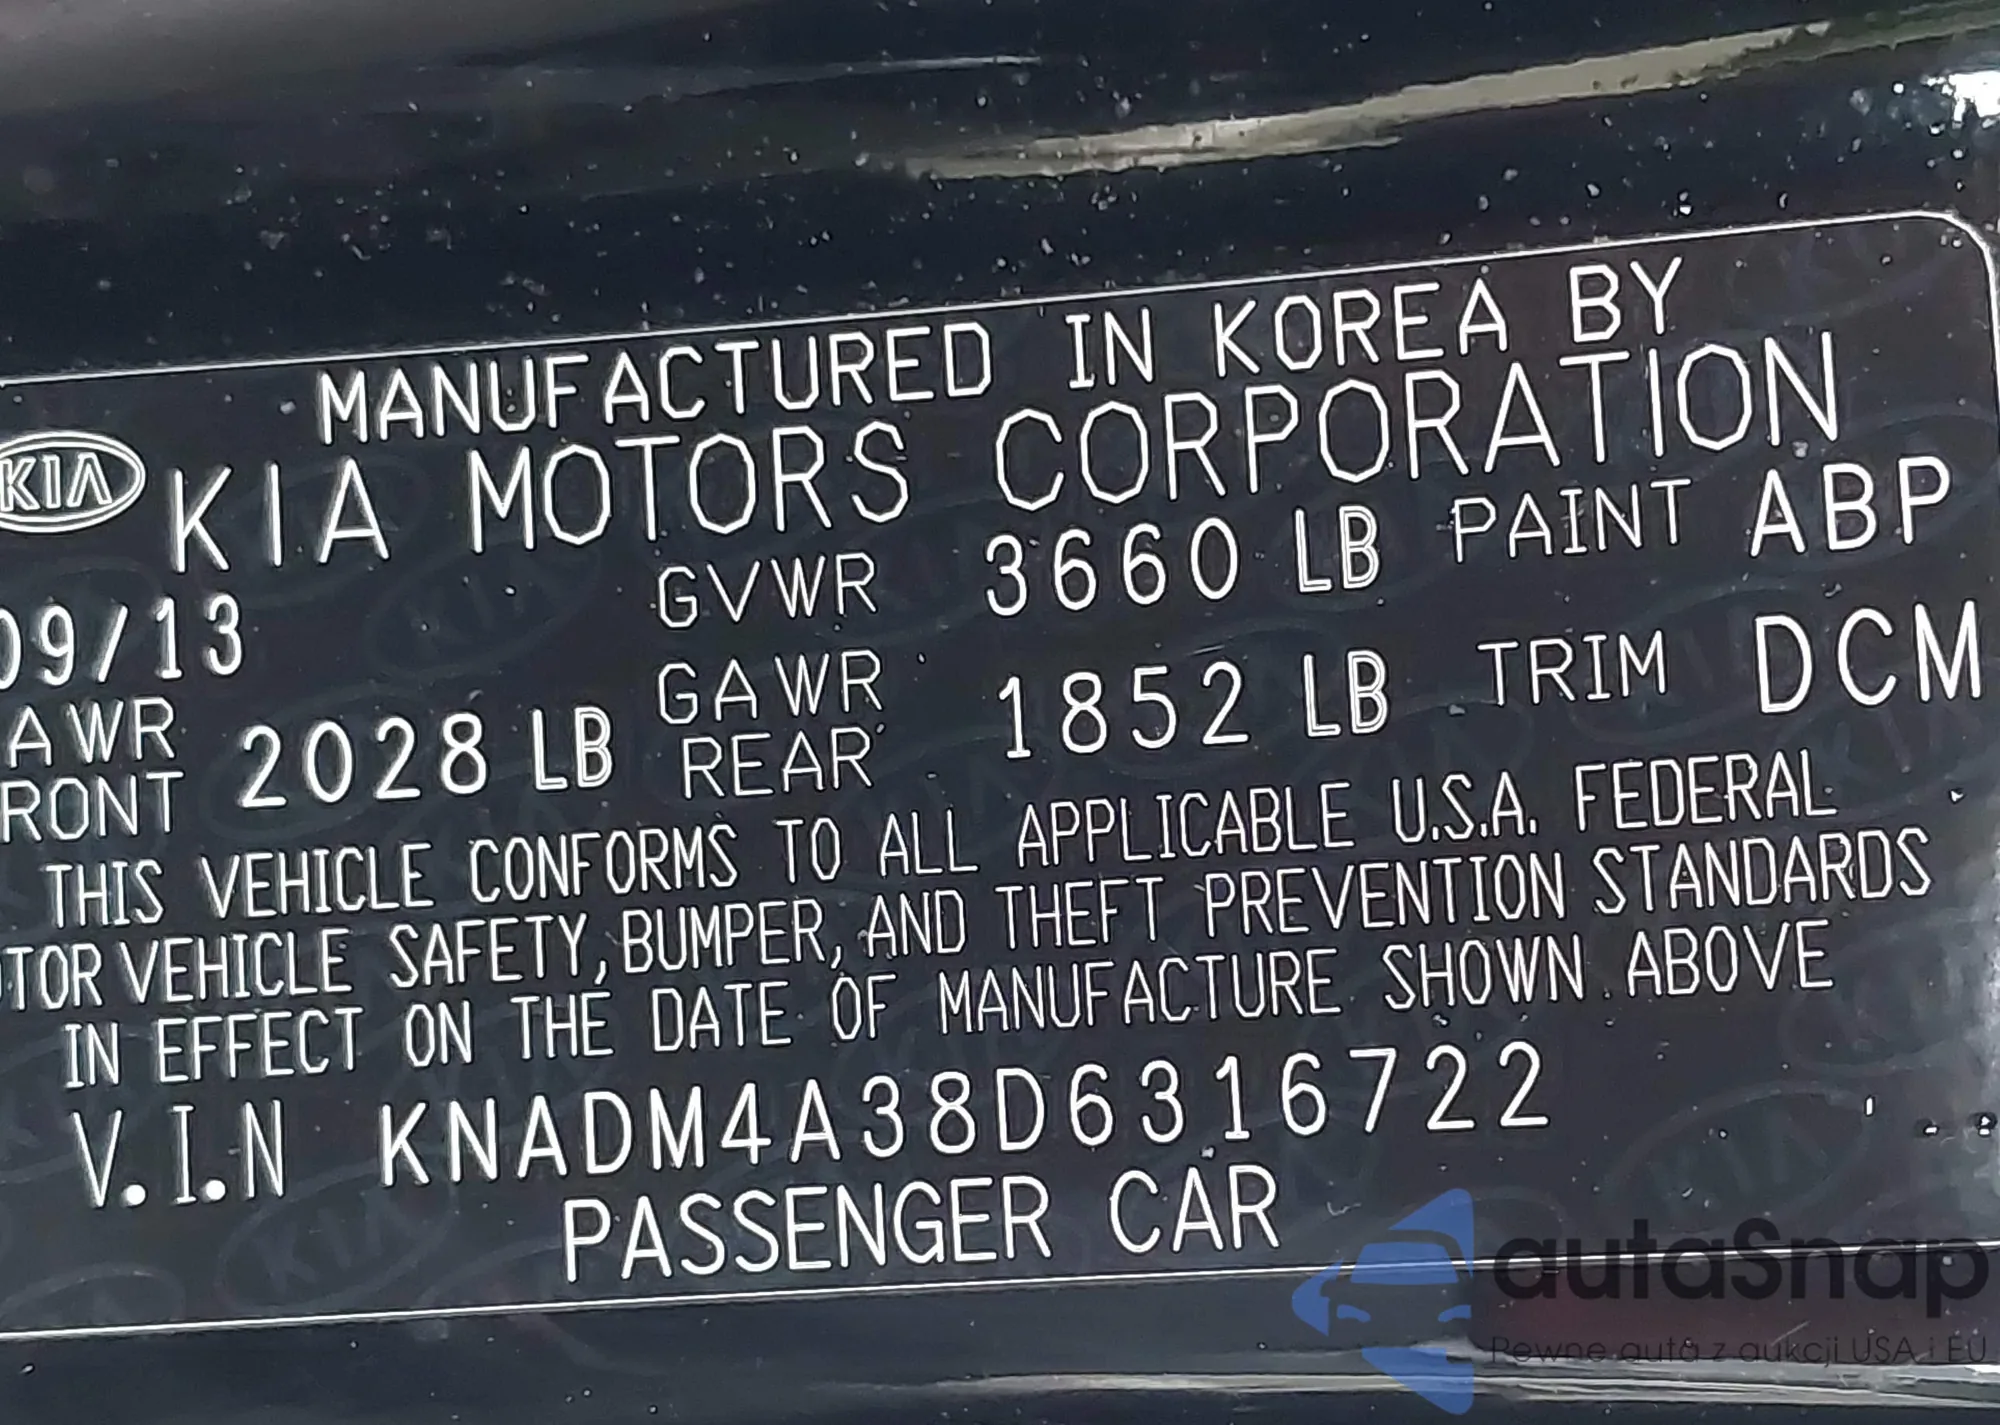 MANUFACTURED IN KOREA BY
KIA KIA MOTORS CORPORATION
09/13 GVWR 3660 LB PAINT ABP
AWR FRONT 2028 LB GAWR REAR 1852 LB TRIM DCM
THIS VEHICLE CONFORMS TO ALL APPLICABLE U.S.A. FEDERAL
OTOR VEHICLE SAFETY, BUMPER, AND THEFT PREVENTION STANDARDS
IN EFFECT ON THE DATE OF MANUFACTURE SHOWN ABOVE
V.I.N KNADM4A38D6316722
PASSENGER CAR
autaSnap
Pewne auta z aukcji USA i EU